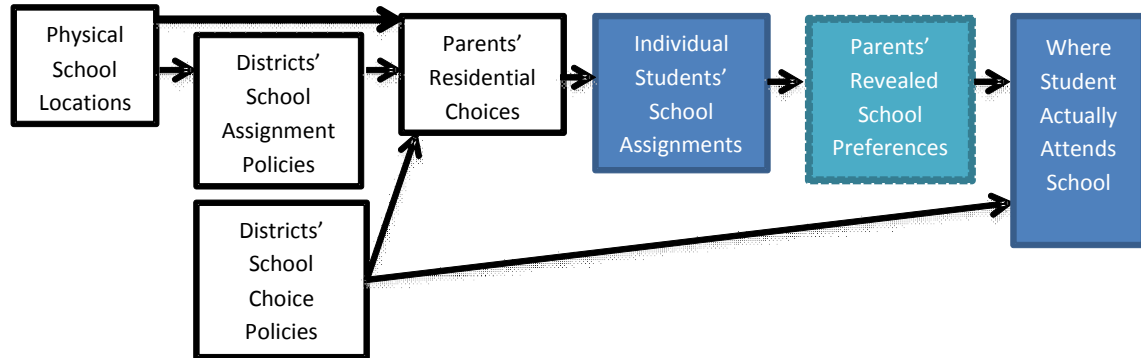 Physical
School
Locations
Districts’
School
Assignment
Policies
Districts’
School
Choice
Policies
Parents’
Residential
Choices
Individual
Students’
School
Assignments
Parents’
Revealed
School
Preferences
Where
Student
Actually
Attends
School